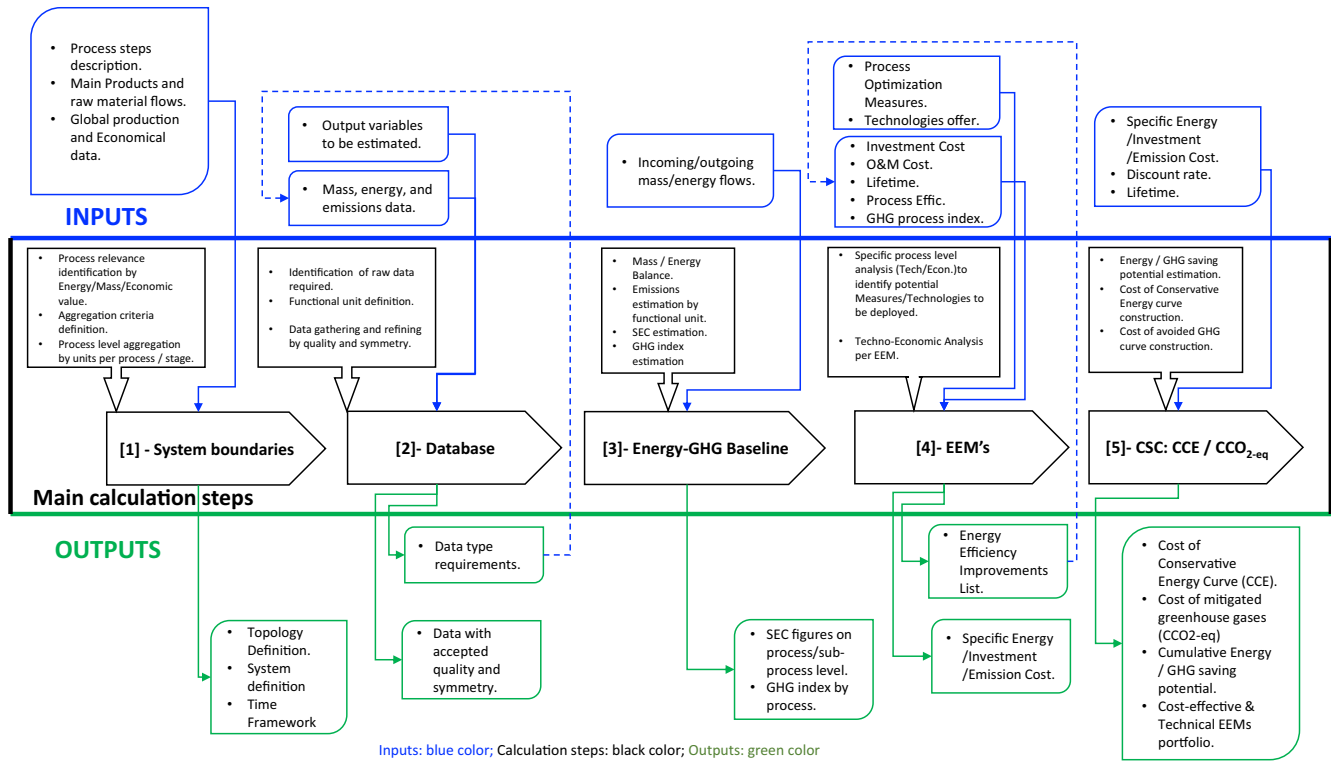 • Process steps
description.
• Main Products and
raw material flows.
• Global production
and Economical
data.
• Output variables
to be estimated.
• Mass, energy, and
emissions data.
• Incoming/outgoing
mass/energy flows.
• Process
Optimization
Measures.
• Technologies offer.
• Investment Cost
• O&M Cost.
• Lifetime.
• Process Effic.
• GHG process index.
• Specific Energy
/Investment
/Emission Cost.
• Discount rate.
• Lifetime.
INPUTS
• Process relevance
identification by
Energy/Mass/Economic
value.
• Aggregation criteria
definition.
• Process level aggregation
by units per process / stage.
• Identification of raw data
required.
• Functional unit definition.
• Data gathering and refining
by quality and symmetry.
• Mass / Energy
Balance.
• Emissions
estimation by
functional unit.
• SEC estimation.
• GHG index
estimation
• Specific process level
analysis (Tech/Econ.)to
identify potential
Measures/Technologies to
be deployed.
• Techno-Economic Analysis
per EEM.
• Energy / GHG saving
potential estimation.
• Cost of Conservative
Energy curve
construction.
• Cost of avoided GHG
curve construction.
[1] - System boundaries
[2]- Database
[3]- Energy-GHG Baseline
[4]- EEM’s
[5]- CSC: CCE / CCO2-eq
Main calculation steps
OUTPUTS
• Data type
requirements.
• Energy
Efficiency
Improvements
List.
• Topology
Definition.
• System
definition
• Time
Framework
• Data with
accepted
quality and
symmetry.
• SEC figures on
process/sub-
process level.
• GHG index by
process.
• Specific Energy
/Investment
/Emission Cost.
• Cost of
Conservative
Energy Curve (CCE).
• Cost of mitigated
greenhouse gases
(CCO2-eq)
• Cumulative Energy
/ GHG saving
potential.
• Cost-effective &
Technical EEMs
portfolio.
Inputs: blue color; Calculation steps: black color; Outputs: green color